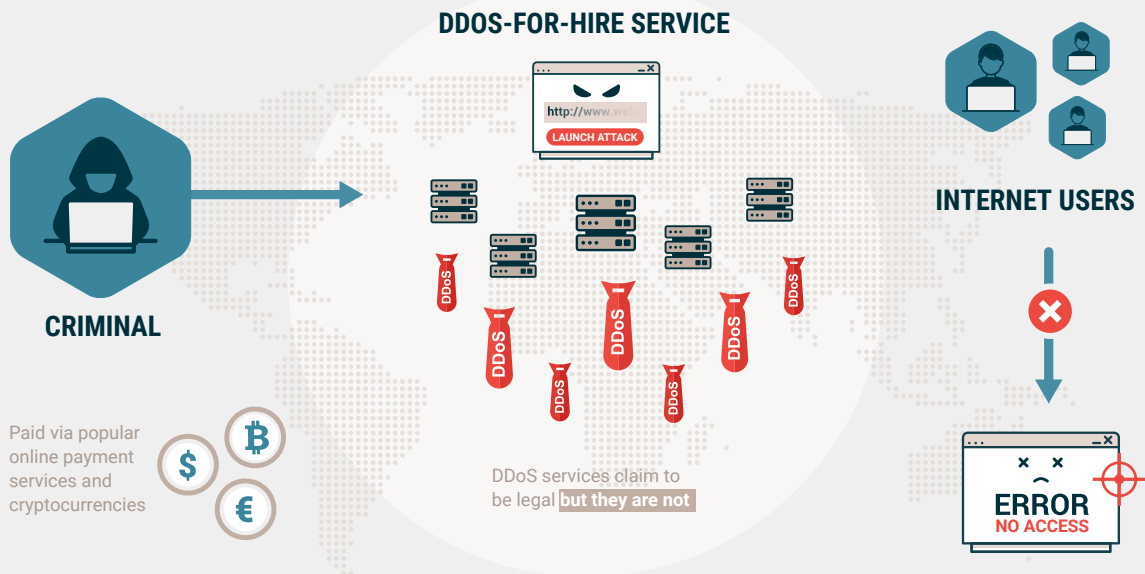 DDOS-FOR-HIRE SERVICE
http://www.we
LAUNCH ATTACK
CRIMINAL
INTERNET USERS
DDoS
DDoS
DDoS
DDoS
DDoS
DDoS
DDoS
Paid via popular
online payment
services and
cryptocurrencies
$
₿
€
DDoS services claim to
be legal but they are not
ERROR
NO ACCESS